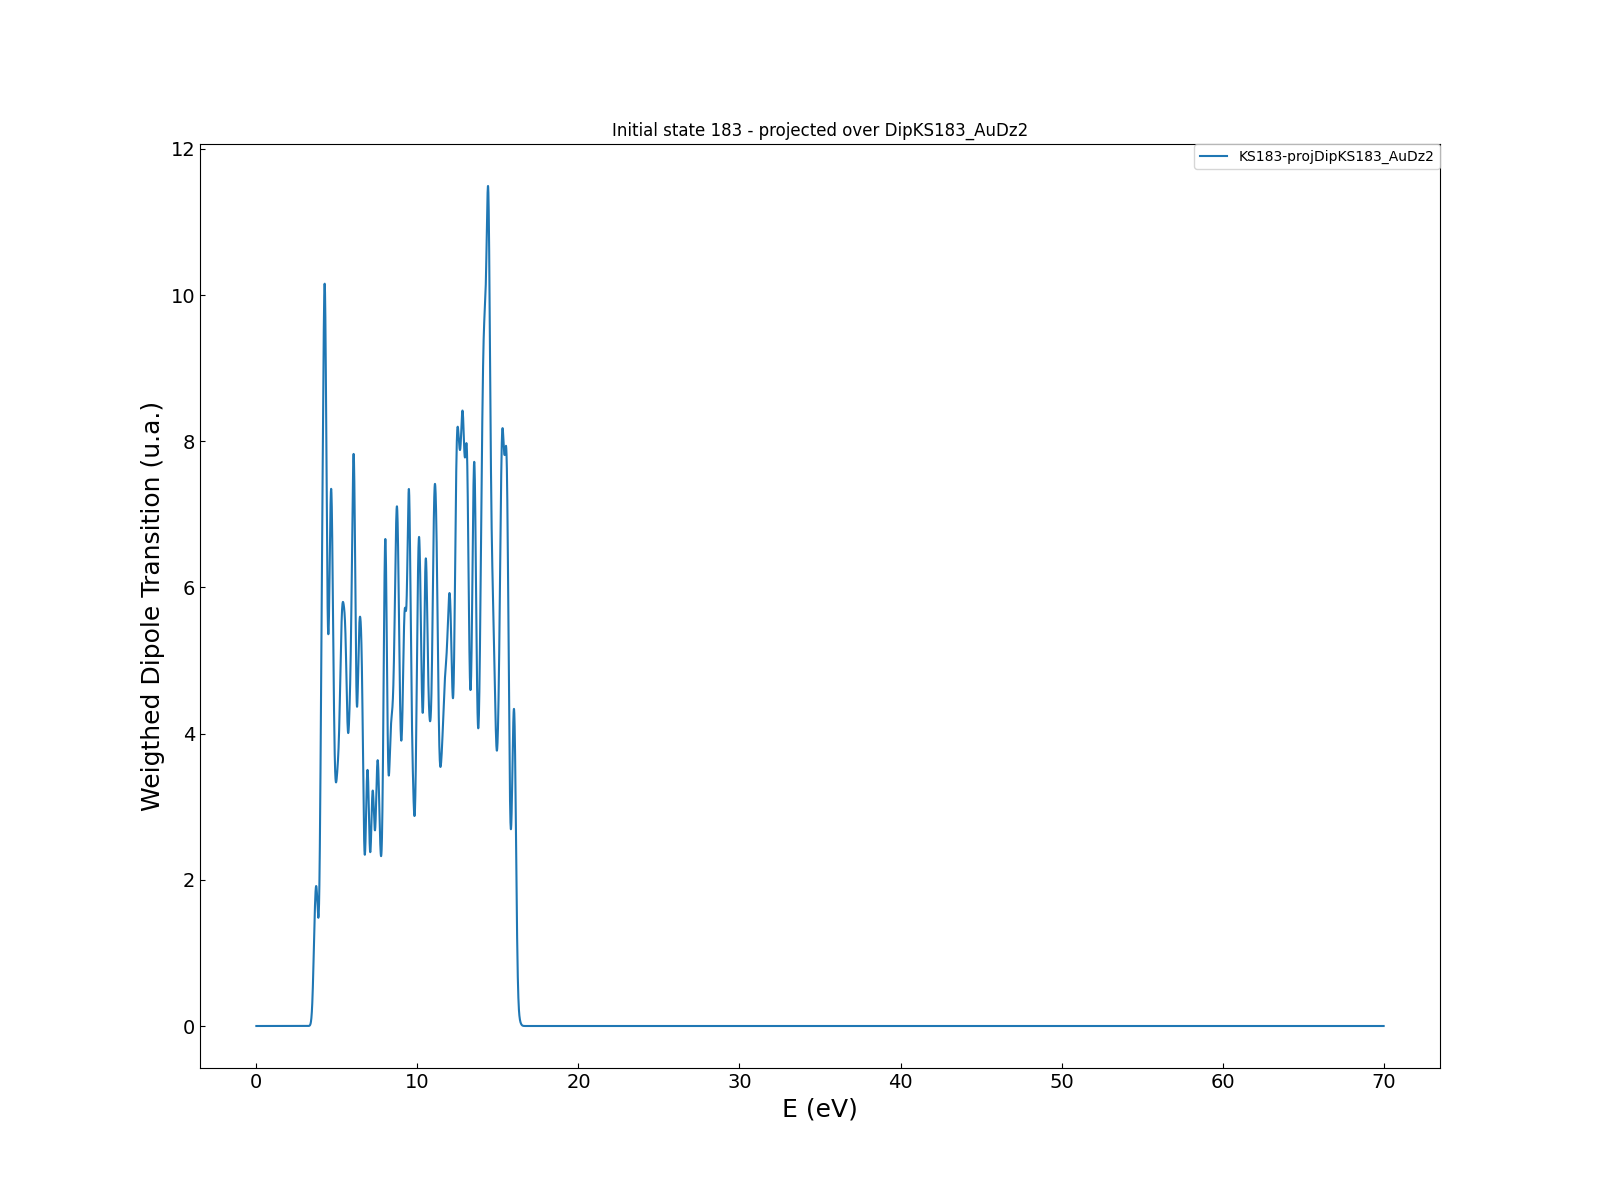 Initial state 183 - projected over DipKS183_AuDz2
KS183-projDipKS183_AuDz2
Weigthed Dipole Transition (u.a.)
12
10
8
6
4
2
0
0 10 20 30 40 50 60 70
E (eV)